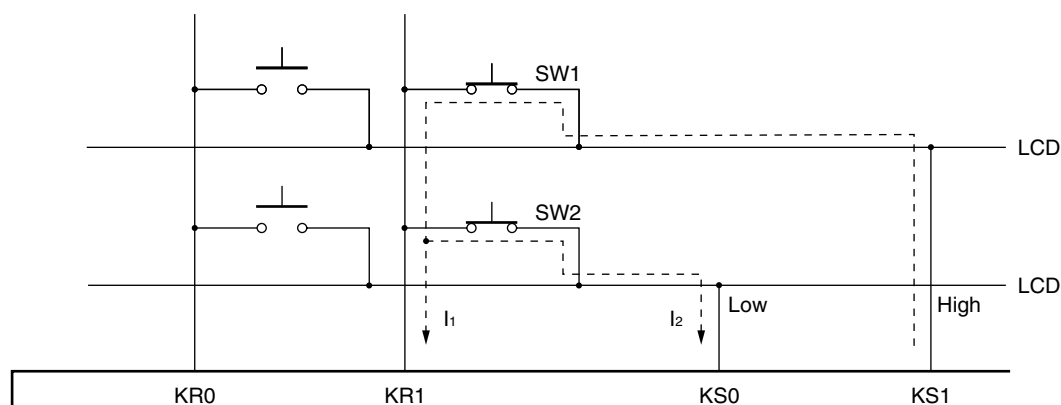 SW1
LCD
SW2
LCD
I₁
I₂
Low
High
KR0
KR1
KS0
KS1